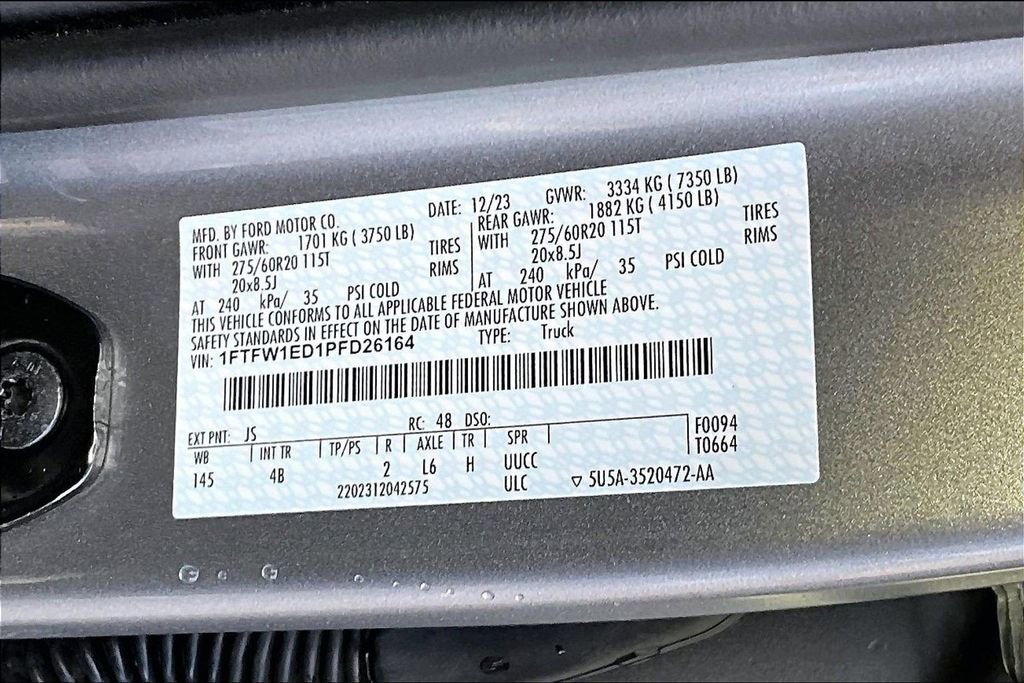 MFD. BY FORD MOTOR CO. DATE: 12/23 GVWR: 3334 KG ( 7350 LB)
FRONT GAWR: 1701 KG ( 3750 LB) REAR GAWR: 1882 KG ( 4150 LB)
WITH 275/60R20 115T TIRES WITH 275/60R20 115T TIRES
20x8.5J RIMS 20x8.5J RIMS
AT 240 kPa/ 35 PSI COLD AT 240 kPa/ 35 PSI COLD
THIS VEHICLE CONFORMS TO ALL APPLICABLE FEDERAL MOTOR VEHICLE
SAFETY STANDARDS IN EFFECT ON THE DATE OF MANUFACTURE SHOWN ABOVE.
VIN: 1FTFW1ED1PFD26164 TYPE: Truck
EXT PNT: JS RC: 48 DSO: F0094
WB INT TR TP/PS R AXLE TR SPR T0664
145 4B 2 L6 H UUCC
2202312042575 ULC ▽ 5U5A-3520472-AA